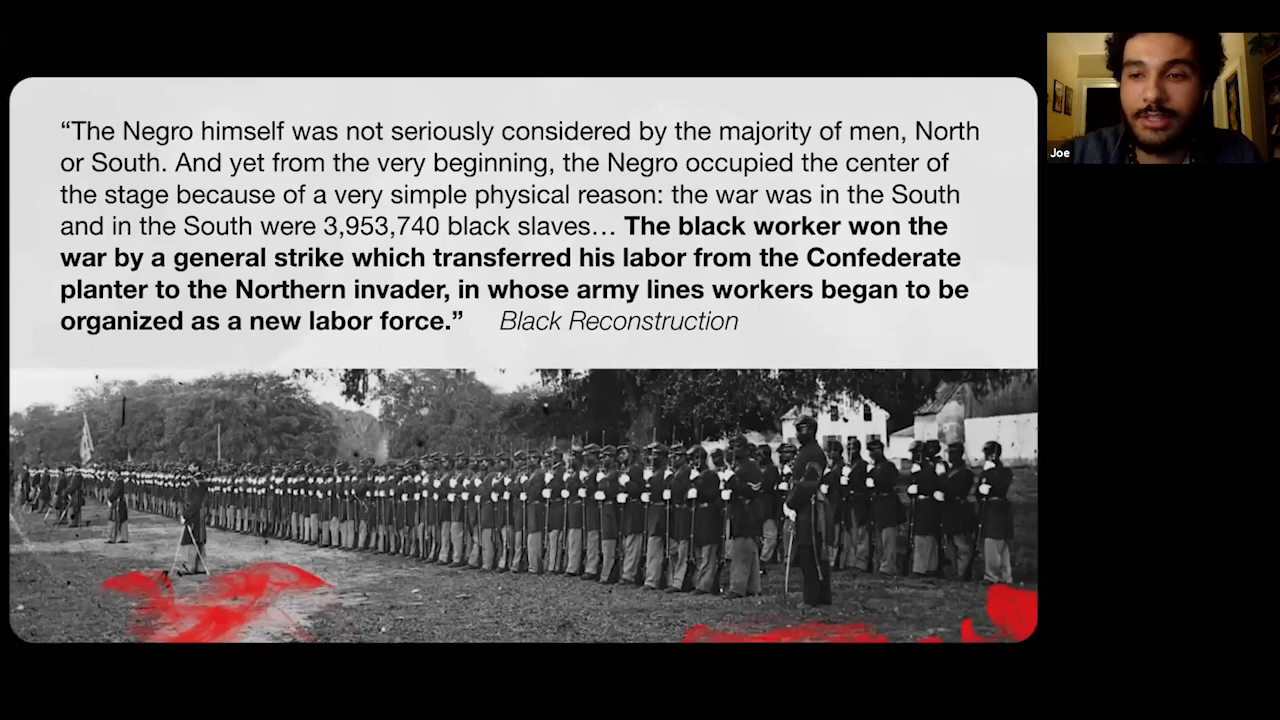 “The Negro himself was not seriously considered by the majority of men, North
or South. And yet from the very beginning, the Negro occupied the center of
the stage because of a very simple physical reason: the war was in the South
and in the South were 3,953,740 black slaves… The black worker won the
war by a general strike which transferred his labor from the Confederate
planter to the Northern invader, in whose army lines workers began to be
organized as a new labor force.” Black Reconstruction
Joe